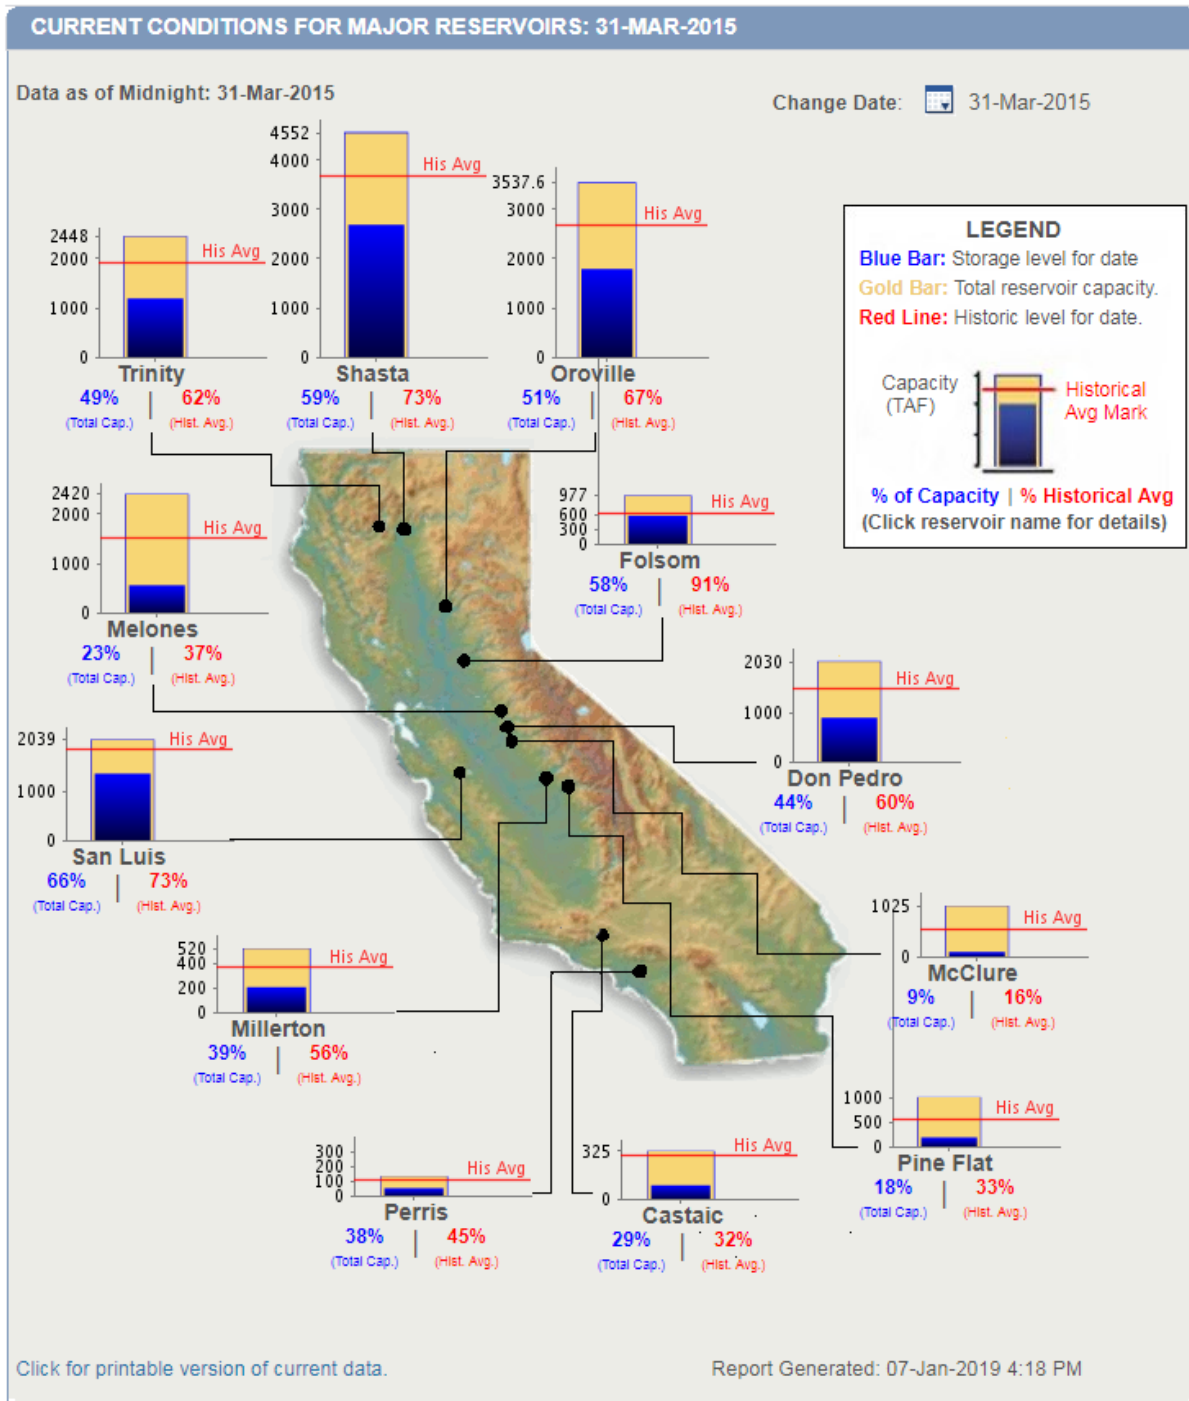 CURRENT CONDITIONS FOR MAJOR RESERVOIRS: 31-MAR-2015
Data as of Midnight: 31-Mar-2015
Change Date: 31-Mar-2015
4552
4000
3000
2000
1000
0
His Avg
Shasta
59% | 73%
(Total Cap.) (Hist. Avg.)
3537.6
3000
2000
1000
0
His Avg
Oroville
51% | 67%
(Total Cap.) (Hist. Avg.)
2448
2000
1000
0
His Avg
Trinity
49% | 62%
(Total Cap.) (Hist. Avg.)
LEGEND
Blue Bar: Storage level for date
Gold Bar: Total reservoir capacity.
Red Line: Historic level for date.
Capacity
(TAF)
Historical
Avg Mark
% of Capacity | % Historical Avg
(Click reservoir name for details)
2420
2000
1000
0
His Avg
Melones
23% | 37%
(Total Cap.) (Hist. Avg.)
977
600
300
0
His Avg
Folsom
58% | 91%
(Total Cap.) (Hist. Avg.)
2030
1000
0
His Avg
Don Pedro
44% | 60%
(Total Cap.) (Hist. Avg.)
2039
1000
0
His Avg
San Luis
66% | 73%
(Total Cap.) (Hist. Avg.)
1025
0
His Avg
McClure
9% | 16%
(Total Cap.) (Hist. Avg.)
520
400
200
0
His Avg
Millerton
39% | 56%
(Total Cap.) (Hist. Avg.)
1000
500
0
His Avg
Pine Flat
18% | 33%
(Total Cap.) (Hist. Avg.)
300
200
100
0
His Avg
Perris
38% | 45%
(Total Cap.) (Hist. Avg.)
325
0
His Avg
Castaic
29% | 32%
(Total Cap.) (Hist. Avg.)
Click for printable version of current data.
Report Generated: 07-Jan-2019 4:18 PM